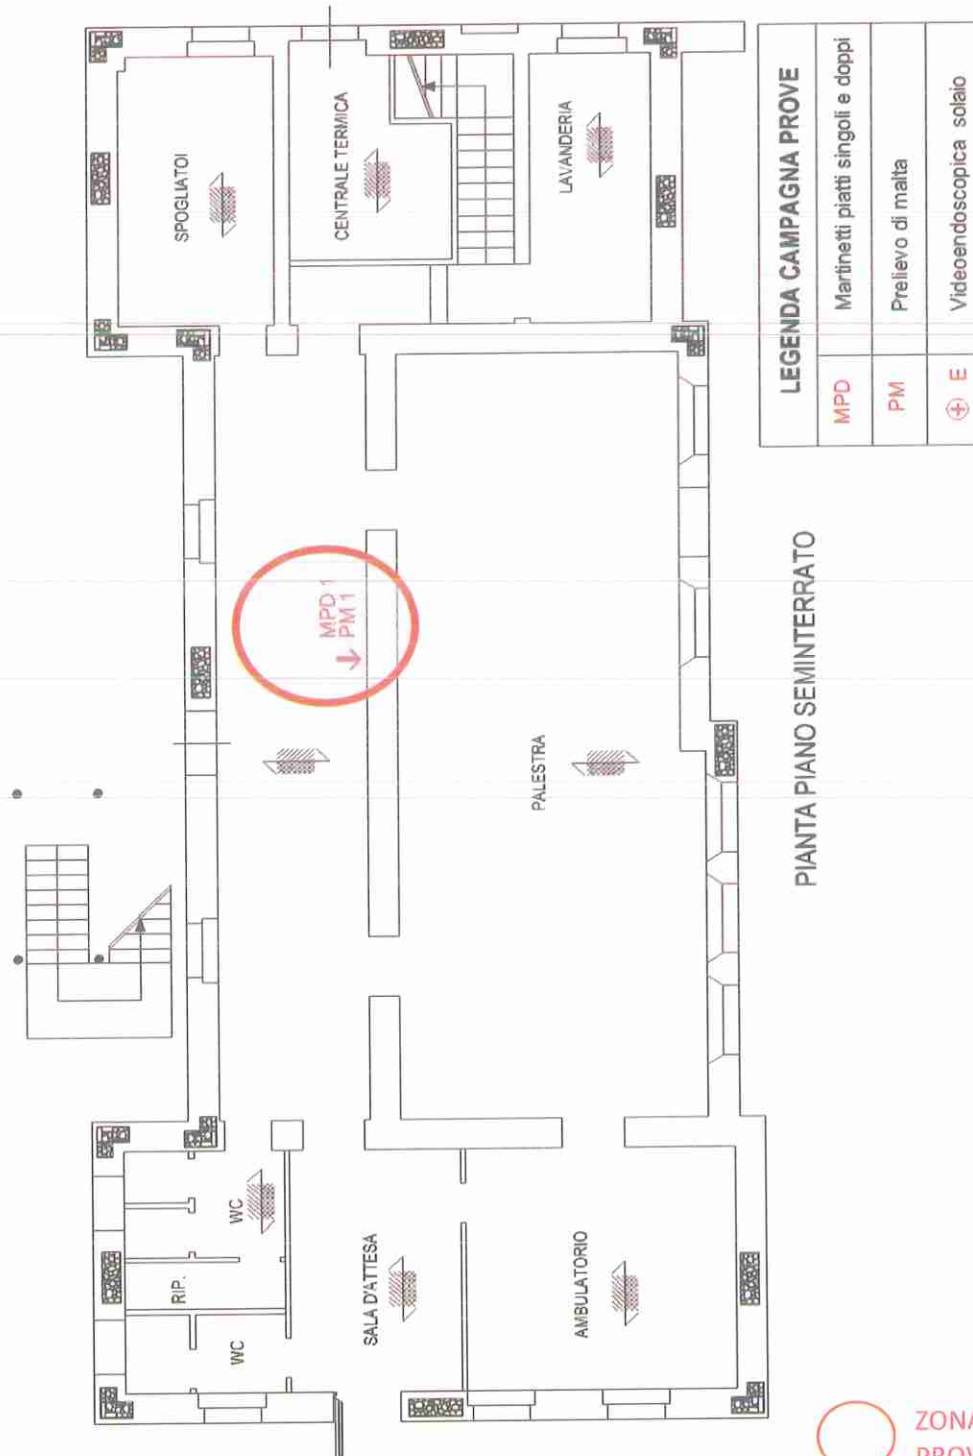 SPOGLIATOI
CENTRALE TERMICA
LAVANDERIA
MPD 1
PM 1
PALESTRA
WC
RIP.
WC
SALA D'ATTESA
AMBULATORIO
PIANTA PIANO SEMINTERRATO
LEGENDA CAMPAGNA PROVE
MPD Martinetti piatti singoli e doppi
PM Prelievo di malta
E Videoendoscopica solaio
ZONA
PROV